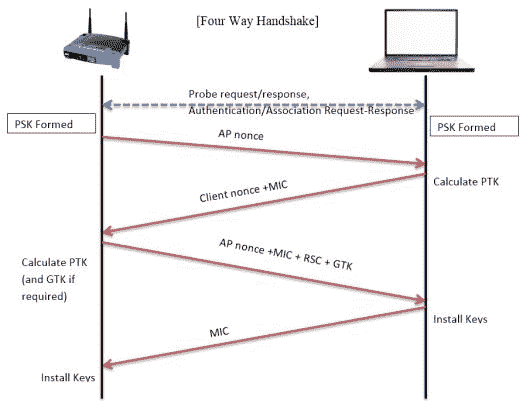 [Four Way Handshake]
Probe request/response,
Authentication/Association Request-Response
PSK Formed
PSK Formed
AP nonce
Calculate PTK
Client nonce +MIC
AP nonce +MIC + RSC + GTK
Calculate PTK
(and GTK if
required)
Install Keys
MIC
Install Keys